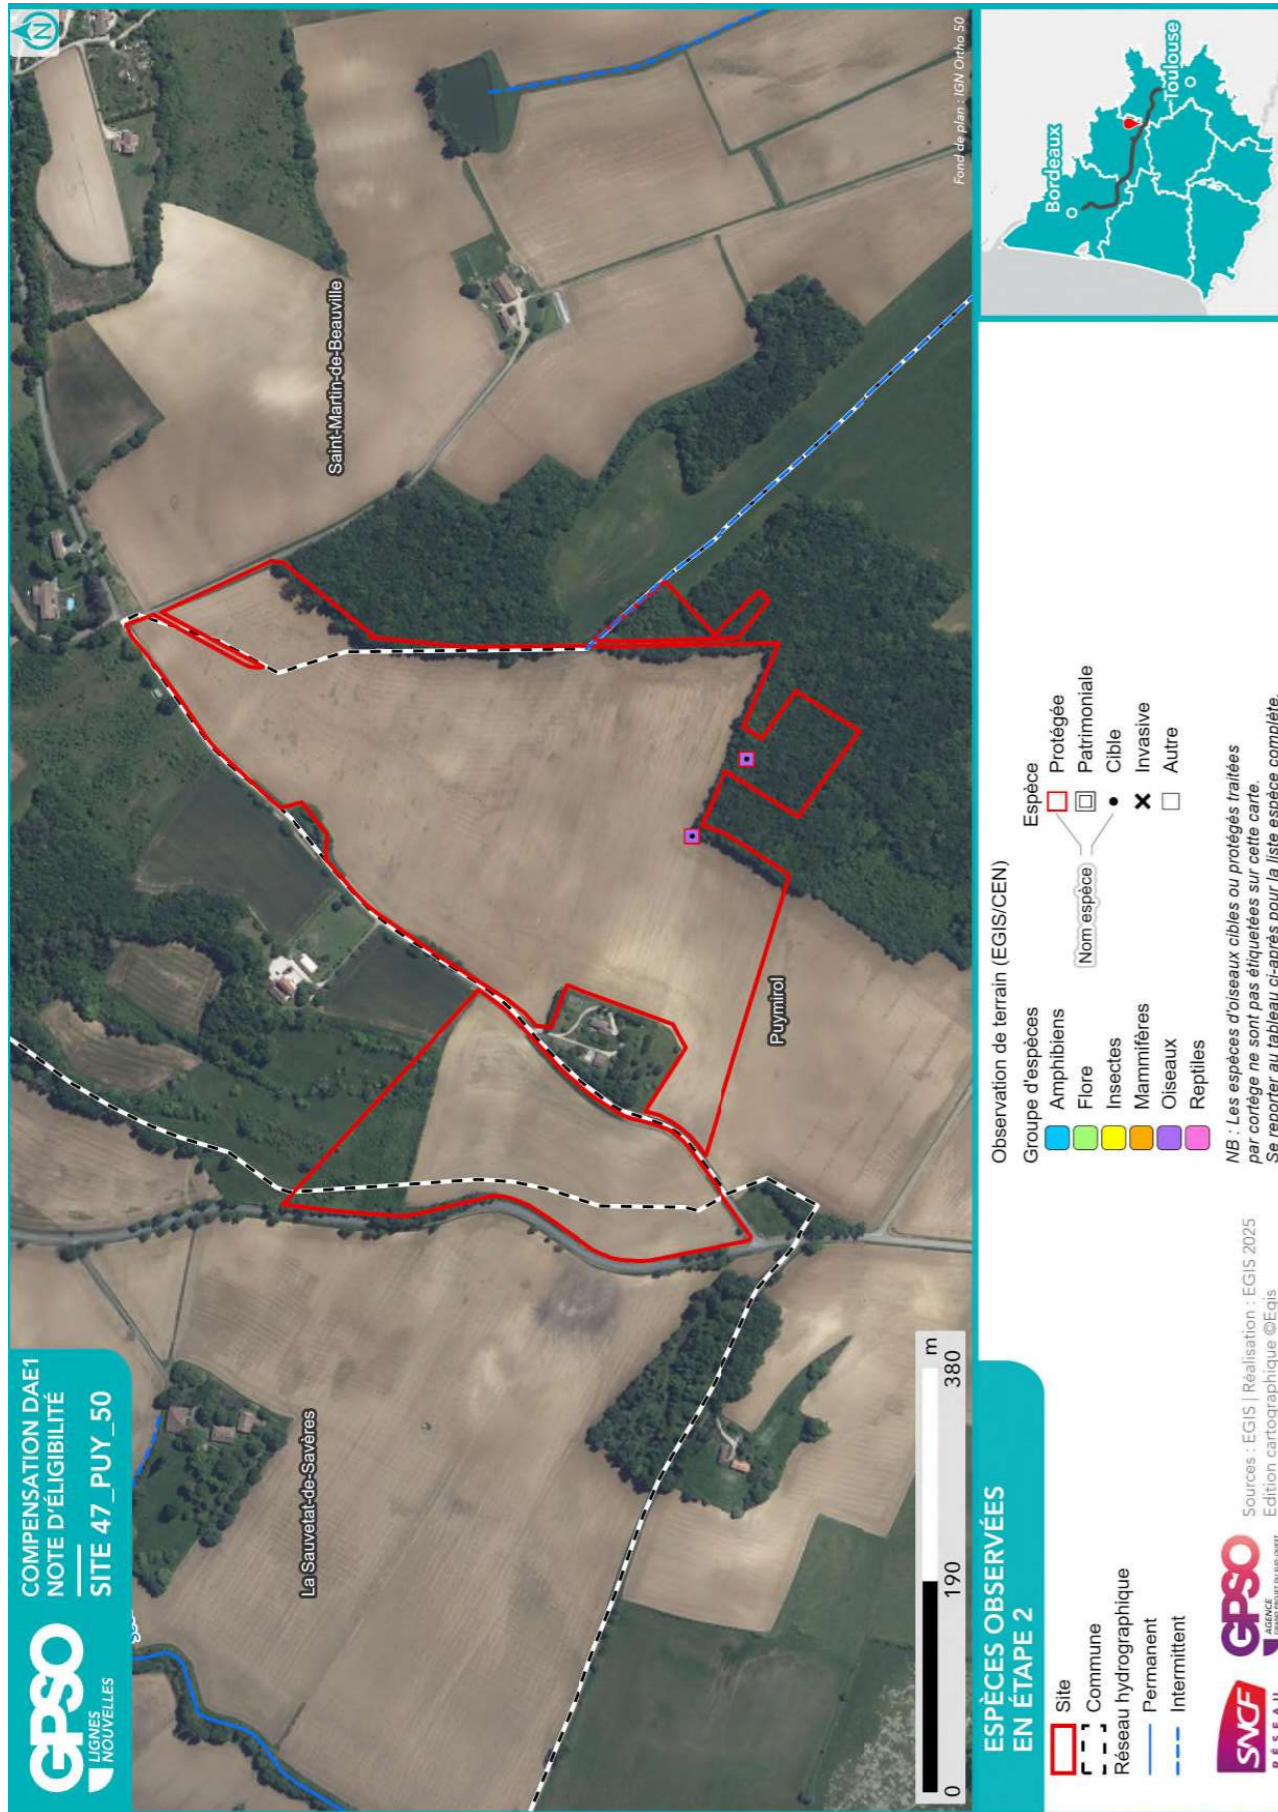 GPSO
LIGNES
NOUVELLES
COMPENSATION DAE1
NOTE D'ÉLIGIBILITÉ
SITE 47_PUY_50
N
La Sauvetat-de-Savères
Saint-Martin-de-Beauville
Puymirol
Fond de plan : IGN Ortho 50
0 190 380 m
ESPÈCES OBSERVÉES
EN ÉTAPE 2
Site
Commune
Réseau hydrographique
Permanent
Intermittent
Observation de terrain (EGIS/CEN)
Groupe d'espèces
Amphibiens
Flore
Insectes
Mammifères
Oiseaux
Reptiles
Nom espèce
Espèce
Protégée
Patrimoniale
Cible
Invasive
Autre
NB : Les espèces d'oiseaux cibles ou protégés traitées
par cortège ne sont pas étiquetées sur cette carte.
Se reporter au tableau ci-après pour la liste espèce complète.
Bordeaux
Toulouse
SNCF
RÉSEAU
GPSO
AGENCE
Sources : EGIS | Réalisation : EGIS 2025
Edition cartographique ©Egis